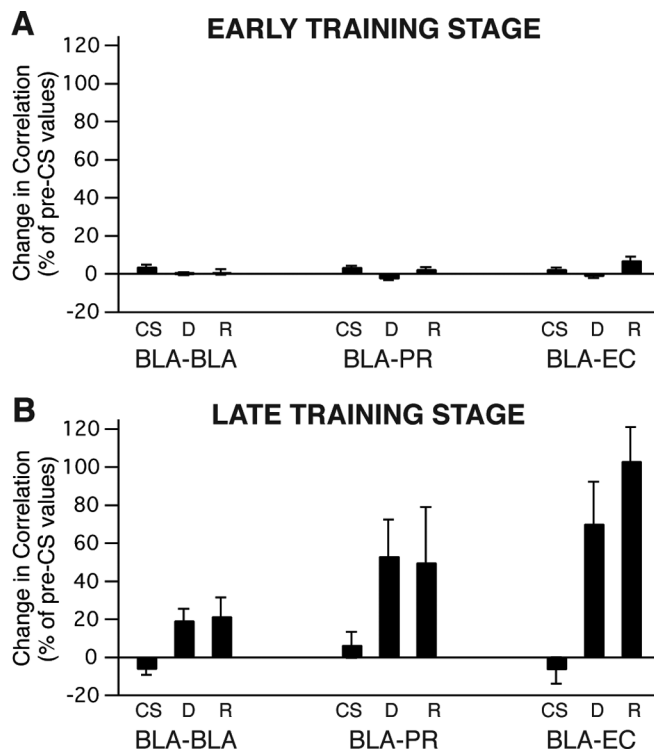 A
EARLY TRAINING STAGE
Change in Correlation
(% of pre-CS values)
120
100
80
60
40
20
0
-20
CS D R CS D R CS D R
BLA-BLA BLA-PR BLA-EC
B
LATE TRAINING STAGE
Change in Correlation
(% of pre-CS values)
120
100
80
60
40
20
0
-20
CS D R CS D R CS D R
BLA-BLA BLA-PR BLA-EC